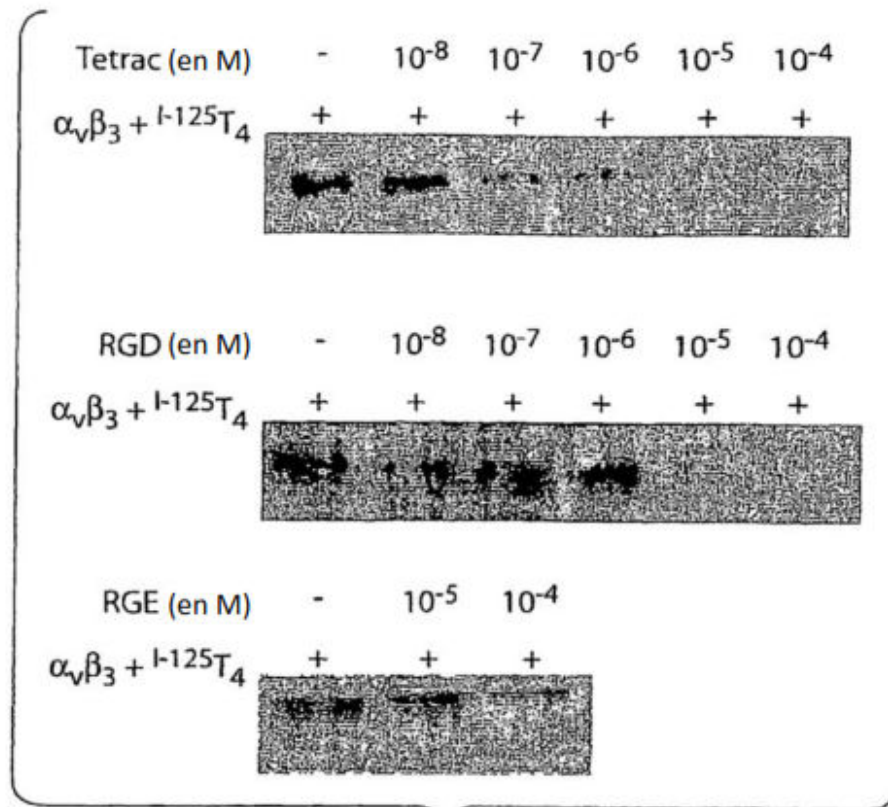 Tetrac (en M) - 10⁻⁸ 10⁻⁷ 10⁻⁶ 10⁻⁵ 10⁻⁴
αᵥβ₃ + ᴵ⁻¹²⁵T₄ + + + + + +
RGD (en M) - 10⁻⁸ 10⁻⁷ 10⁻⁶ 10⁻⁵ 10⁻⁴
αᵥβ₃ + ᴵ⁻¹²⁵T₄ + + + + + +
RGE (en M) - 10⁻⁵ 10⁻⁴
αᵥβ₃ + ᴵ⁻¹²⁵T₄ + + +